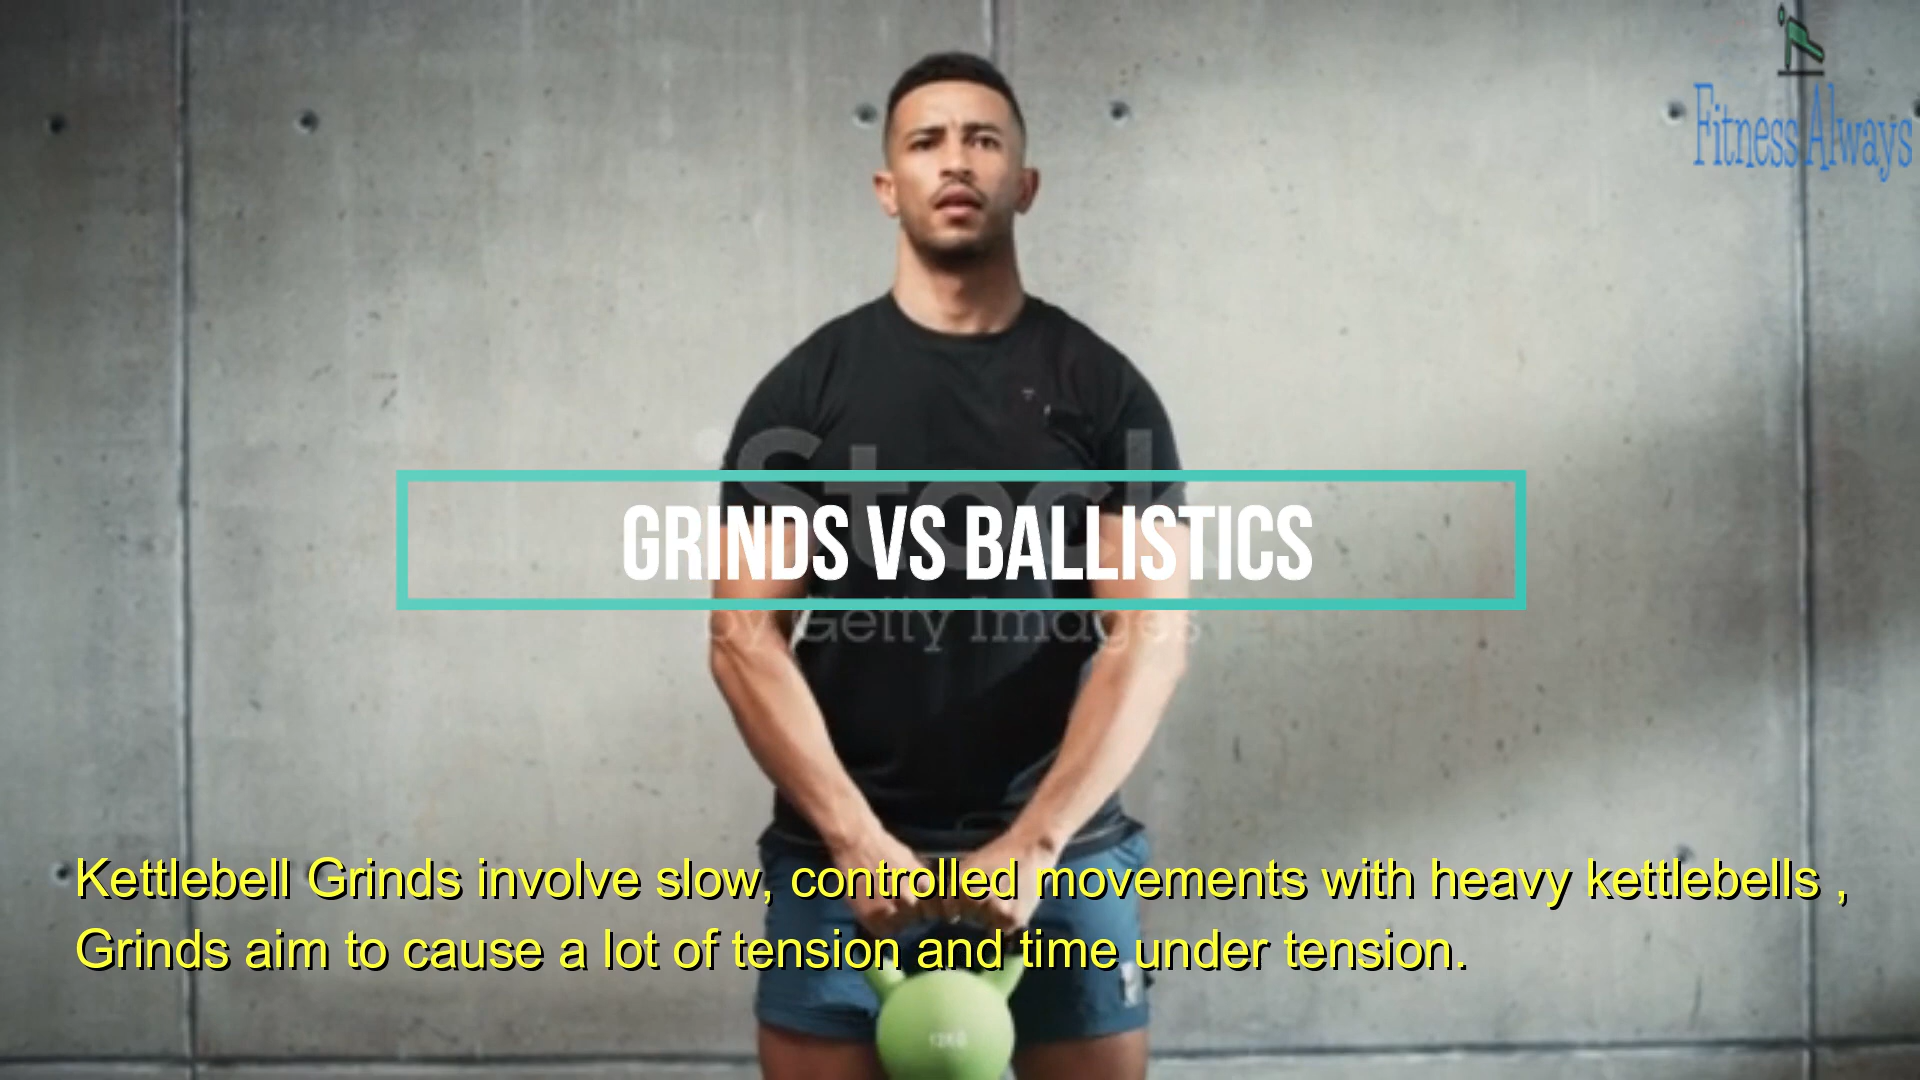 Fitness Always
iStock
GRINDS VS BALLISTICS
by Getty Images
Kettlebell Grinds involve slow, controlled movements with heavy kettlebells ,
Grinds aim to cause a lot of tension and time under tension.
12KG